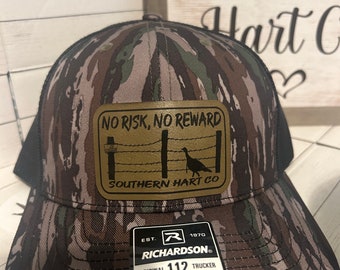 Hart C
NO RISK, NO REWARD
SOUTHERN HART CO
EST. R 1970
RICHARDSON
112 TRUCKER